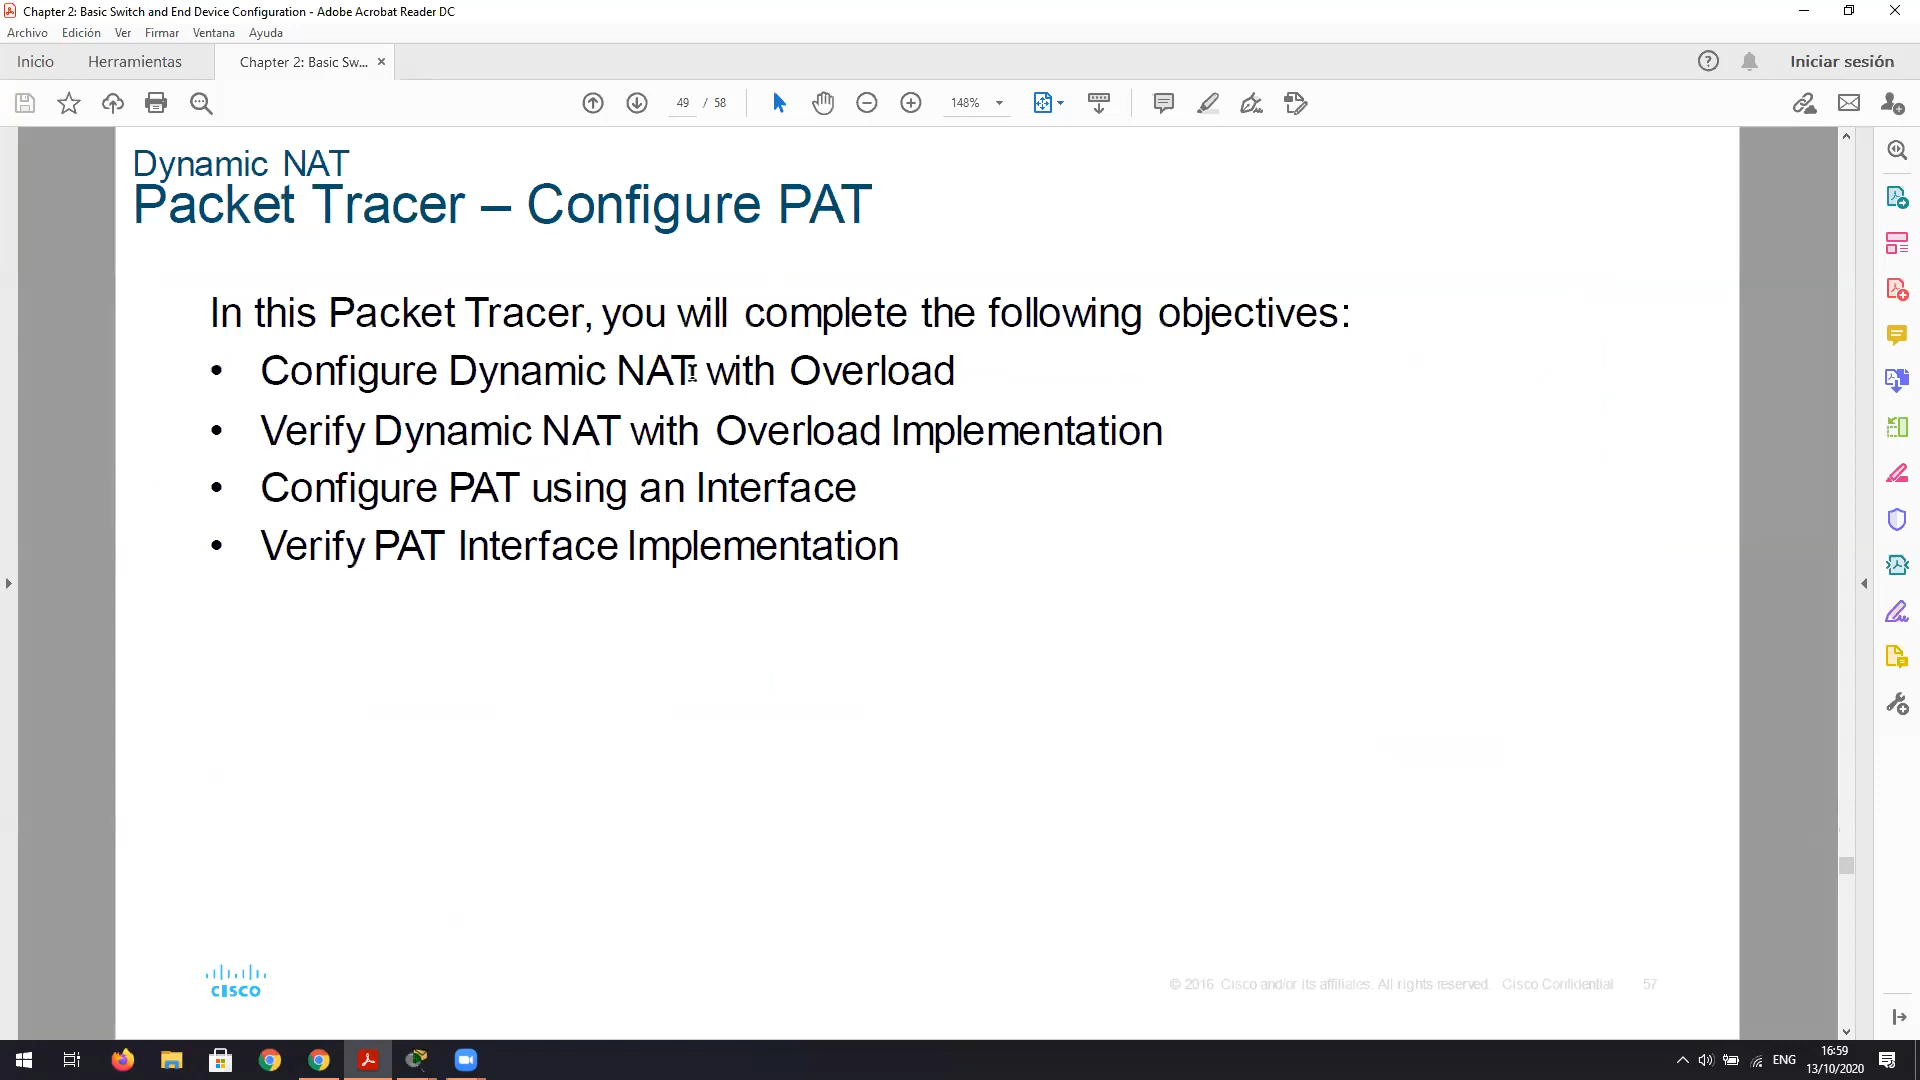 Chapter 2: Basic Switch and End Device Configuration - Adobe Acrobat Reader DC
Archivo Edición Ver Firmar Ventana Ayuda
Inicio Herramientas Chapter 2: Basic Sw... × Iniciar sesión
49 / 58 148%
Dynamic NAT
Packet Tracer – Configure PAT
In this Packet Tracer, you will complete the following objectives:
• Configure Dynamic NAT with Overload
• Verify Dynamic NAT with Overload Implementation
• Configure PAT using an Interface
• Verify PAT Interface Implementation
CISCO
© 2016 Cisco and/or its affiliates. All rights reserved. Cisco Confidential 57
ENG 16:59
13/10/2020